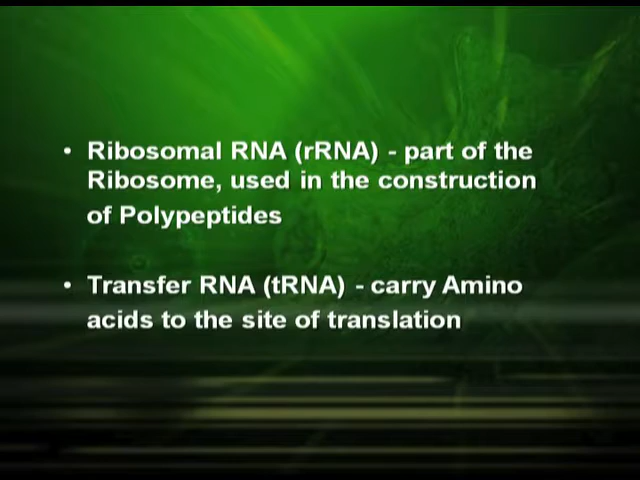 • Ribosomal RNA (rRNA) - part of the
Ribosome, used in the construction
of Polypeptides
• Transfer RNA (tRNA) - carry Amino
acids to the site of translation